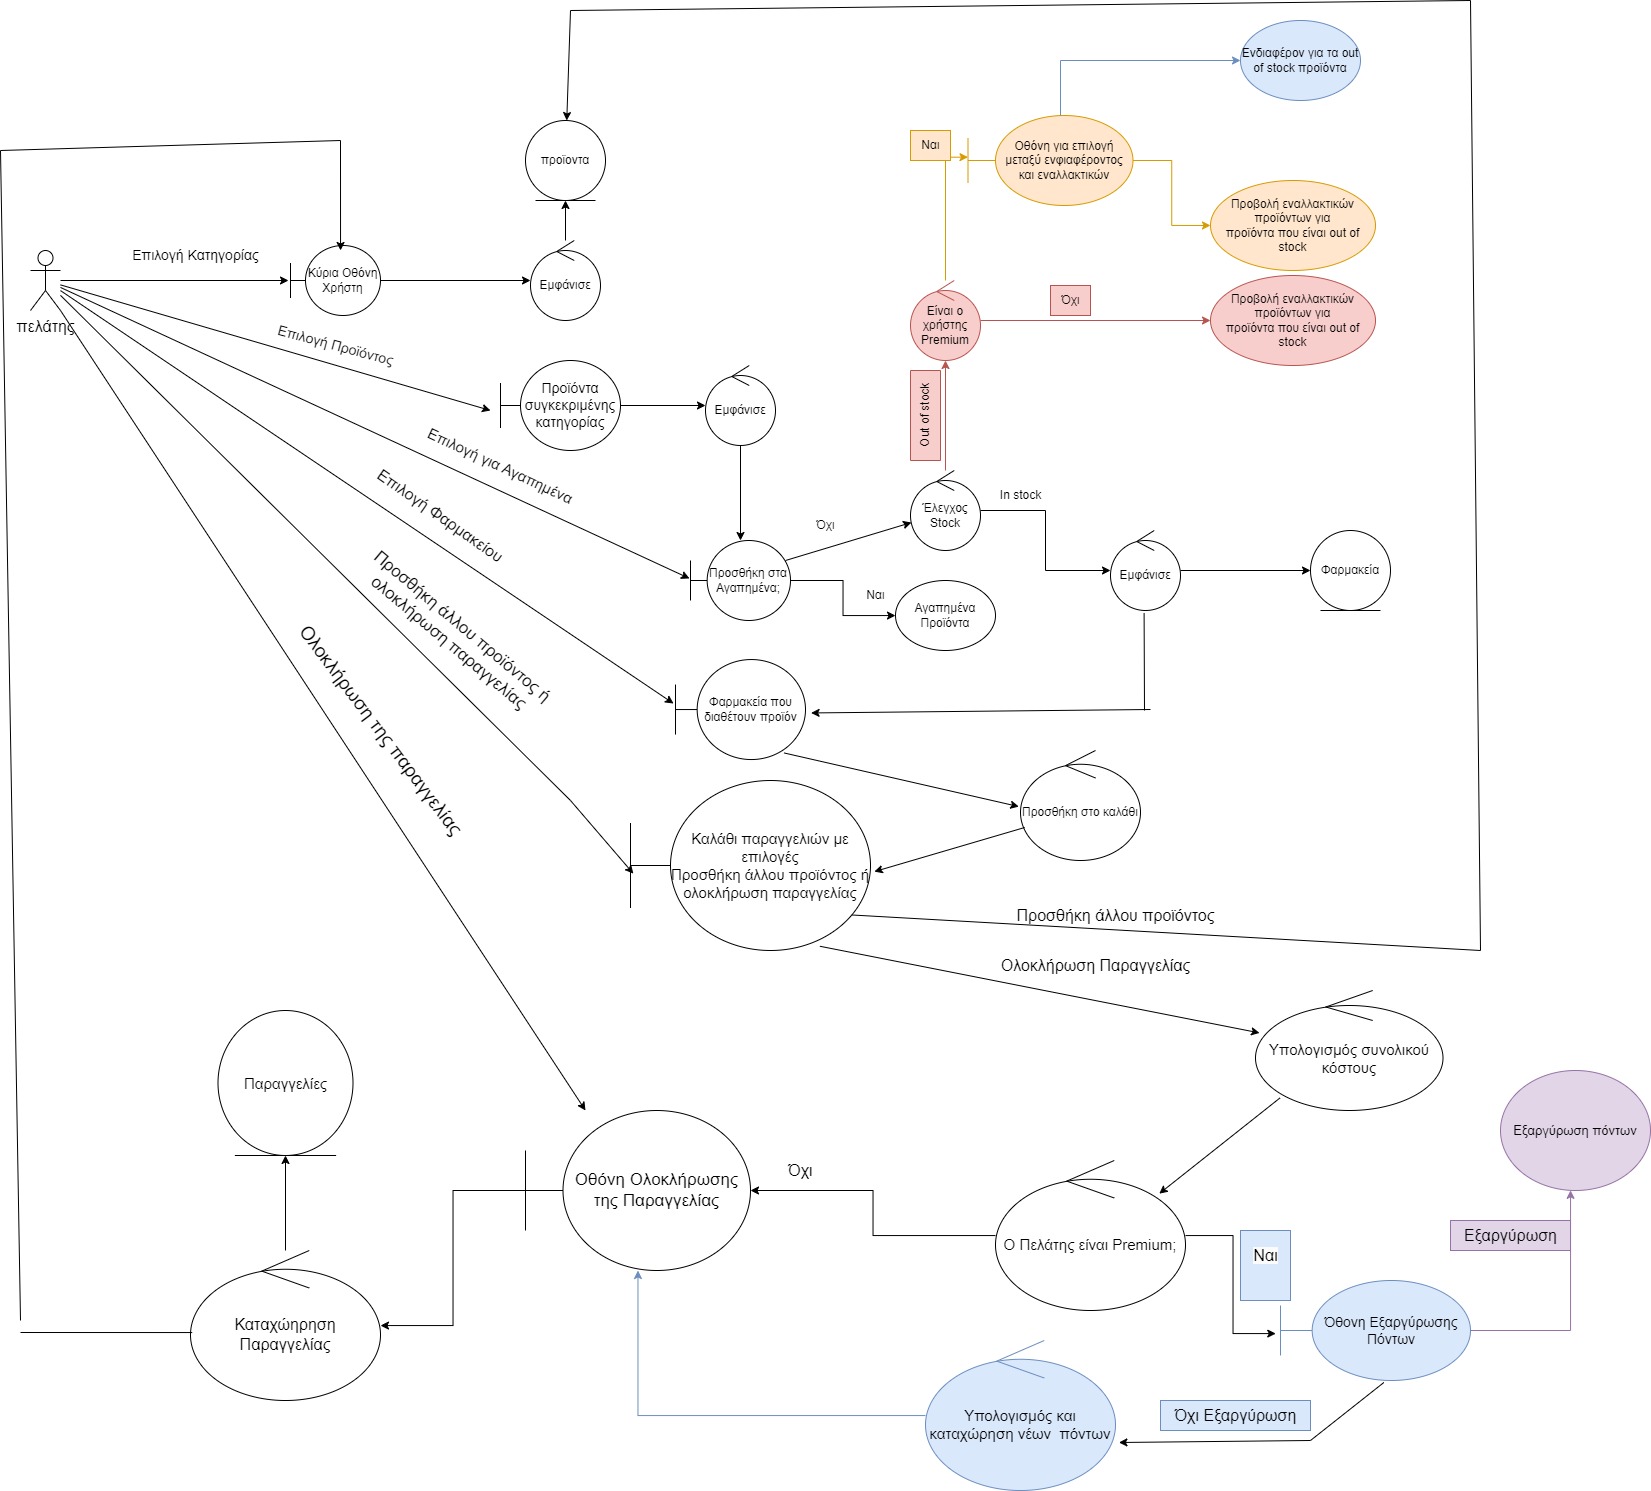 Ενδιαφέρον για τα out
of stock προϊόντα
Ναι
Οθόνη για επιλογή
μεταξύ ενφιαφέροντος
και εναλλακτικών
προϊοντα
Προβολή εναλλακτικών
προϊόντων για
προϊόντα που είναι out of
stock
Επιλογή Κατηγορίας
Κύρια Οθόνη
Χρήστη
Εμφάνισε
πελάτης
Είναι ο
χρήστης
Premium
Όχι
Προβολή εναλλακτικών
προϊόντων για
προϊόντα που είναι out of
stock
Επιλογή Προϊόντος
Προϊόντα
συγκεκριμένης
κατηγορίας
Εμφάνισε
Out of stock
Επιλογή για Αγαπημένα
Επιλογή Φαρμακείου
Έλεγχος
Stock
In stock
Όχι
Προσθήκη στα
Αγαπημένα;
Ναι
Αγαπημένα
Προϊόντα
Εμφάνισε
Φαρμακεία
Προσθήκη άλλου προϊόντος ή
ολοκλήρωση παραγγελίας
Ολοκλήρωση της παραγγελίας
Φαρμακεία που
διαθέτουν προϊόν
Προσθήκη στο καλάθι
Καλάθι παραγγελιών με
επιλογές
Προσθήκη άλλου προϊόντος ή
ολοκλήρωση παραγγελίας
Προσθήκη άλλου προϊόντος
Ολοκλήρωση Παραγγελίας
Υπολογισμός συνολικού
κόστους
Παραγγελίες
Εξαργύρωση πόντων
Οθόνη Ολοκλήρωσης
της Παραγγελίας
Όχι
Ο Πελάτης είναι Premium;
Ναι
Εξαργύρωση
Καταχώηρηση
Παραγγελίας
Όθονη Εξαργύρωσης
Πόντων
Όχι Εξαργύρωση
Υπολογισμός και
καταχώρηση νέων πόντων